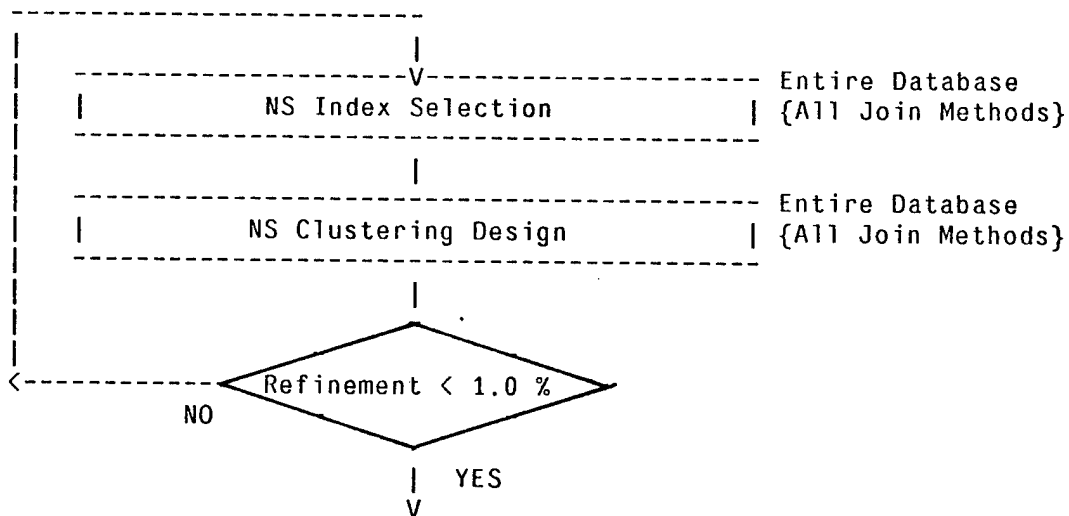 Entire Database
NS Index Selection {All Join Methods}
Entire Database
NS Clustering Design {All Join Methods}
Refinement < 1.0 %
NO
YES